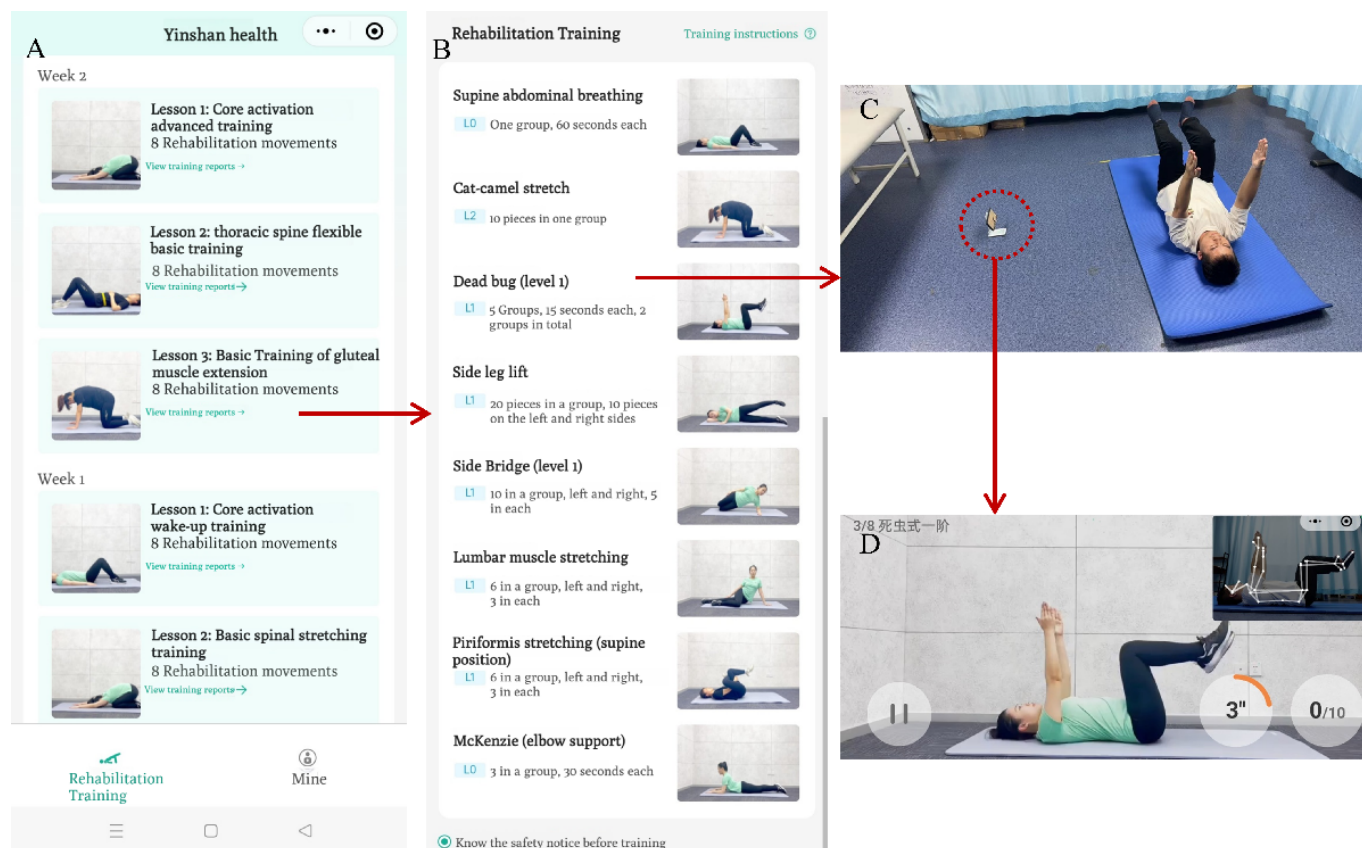 A
Yinshan health
Week 2
Lesson 1: Core activation
advanced training
8 Rehabilitation movements
View training reports →
Lesson 2: thoracic spine flexible
basic training
8 Rehabilitation movements
View training reports→
Lesson 3: Basic Training of gluteal
muscle extension
8 Rehabilitation movements
View training reports →
Week 1
Lesson 1: Core activation
wake-up training
8 Rehabilitation movements
View training reports →
Lesson 2: Basic spinal stretching
training
8 Rehabilitation movements
View training reports→
Rehabilitation
Training
Mine
B
Rehabilitation Training
Training instructions ?
Supine abdominal breathing
L0 One group, 60 seconds each
Cat-camel stretch
L2 10 pieces in one group
Dead bug (level 1)
L1 5 Groups, 15 seconds each, 2
groups in total
Side leg lift
L1 20 pieces in a group, 10 pieces
on the left and right sides
Side Bridge (level 1)
L1 10 in a group, left and right, 5
in each
Lumbar muscle stretching
L1 6 in a group, left and right,
3 in each
Piriformis stretching (supine
position)
L1 6 in a group, left and right,
3 in each
McKenzie (elbow support)
L0 3 in a group, 30 seconds each
Know the safety notice before training
C
3/8 死虫式一阶
D
3"
0/10